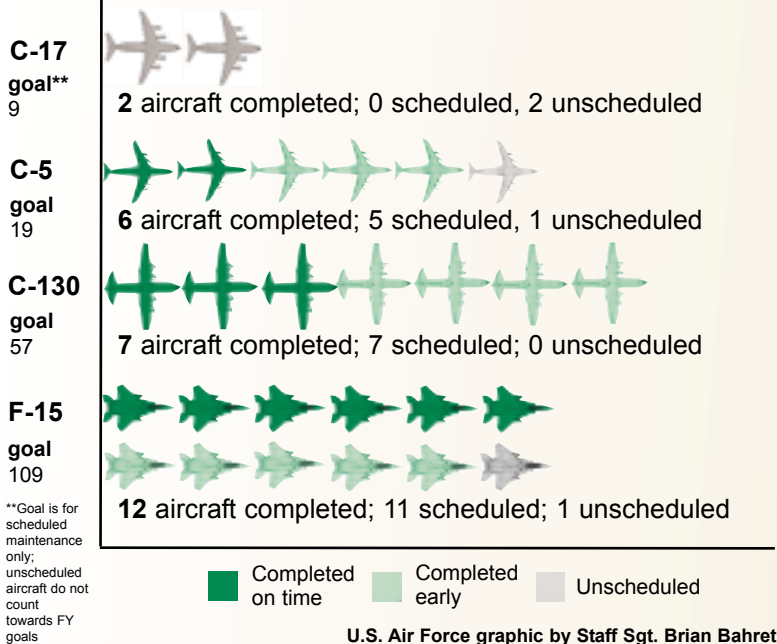 C-17
goal**
9
2 aircraft completed; 0 scheduled, 2 unscheduled
C-5
goal
19
6 aircraft completed; 5 scheduled, 1 unscheduled
C-130
goal
57
7 aircraft completed; 7 scheduled; 0 unscheduled
F-15
goal
109
12 aircraft completed; 11 scheduled; 1 unscheduled
**Goal is for
scheduled
maintenance
only;
unscheduled
aircraft do not
count
towards FY
goals
Completed
on time
Completed
early
Unscheduled
U.S. Air Force graphic by Staff Sgt. Brian Bahret